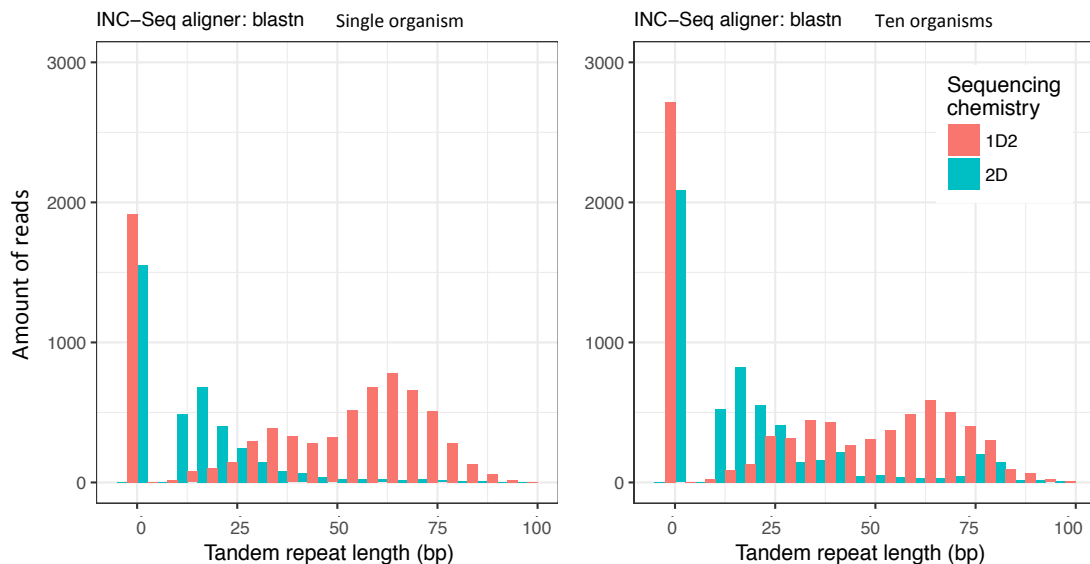 INC-Seq aligner: blastn Single organism
INC-Seq aligner: blastn Ten organisms
3000
2000
1000
0
Amount of reads
0 25 50 75 100
Tandem repeat length (bp)
3000
2000
1000
0
Sequencing
chemistry
1D2
2D
0 25 50 75 100
Tandem repeat length (bp)